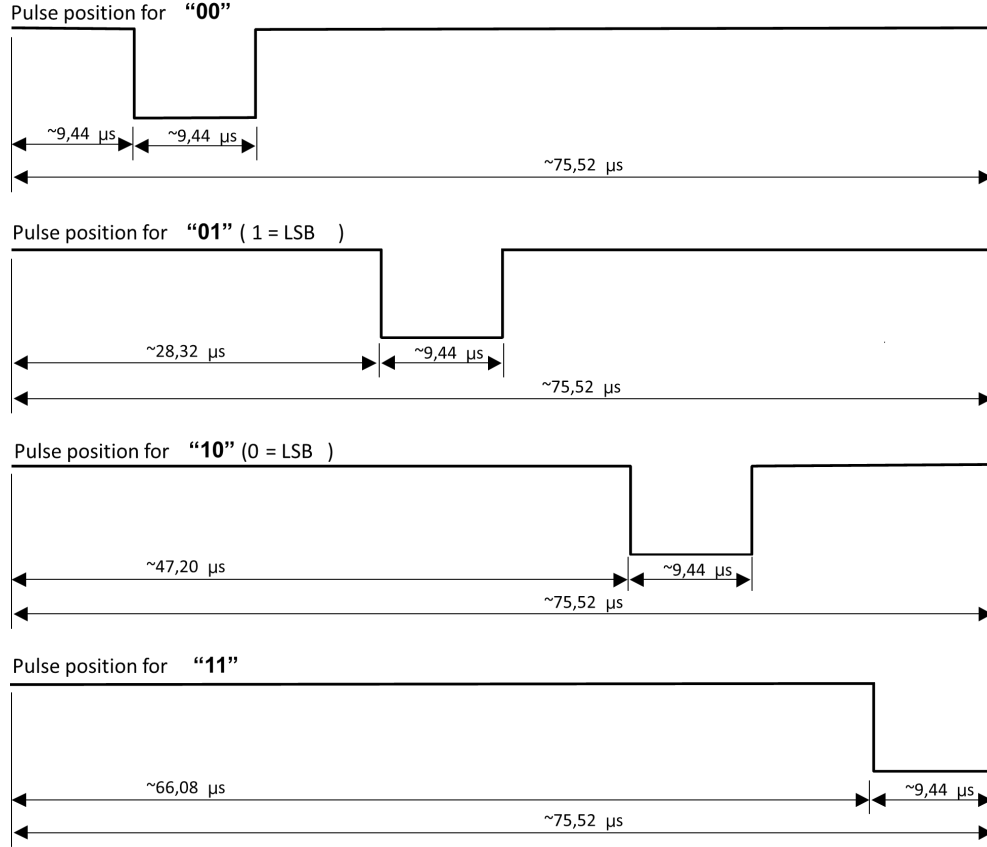 Pulse position for “00”
~9,44 µs ~9,44 µs
~75,52 µs
Pulse position for “01” ( 1 = LSB )
~28,32 µs ~9,44 µs
~75,52 µs
Pulse position for “10” (0 = LSB )
~47,20 µs ~9,44 µs
~75,52 µs
Pulse position for “11”
~66,08 µs ~9,44 µs
~75,52 µs